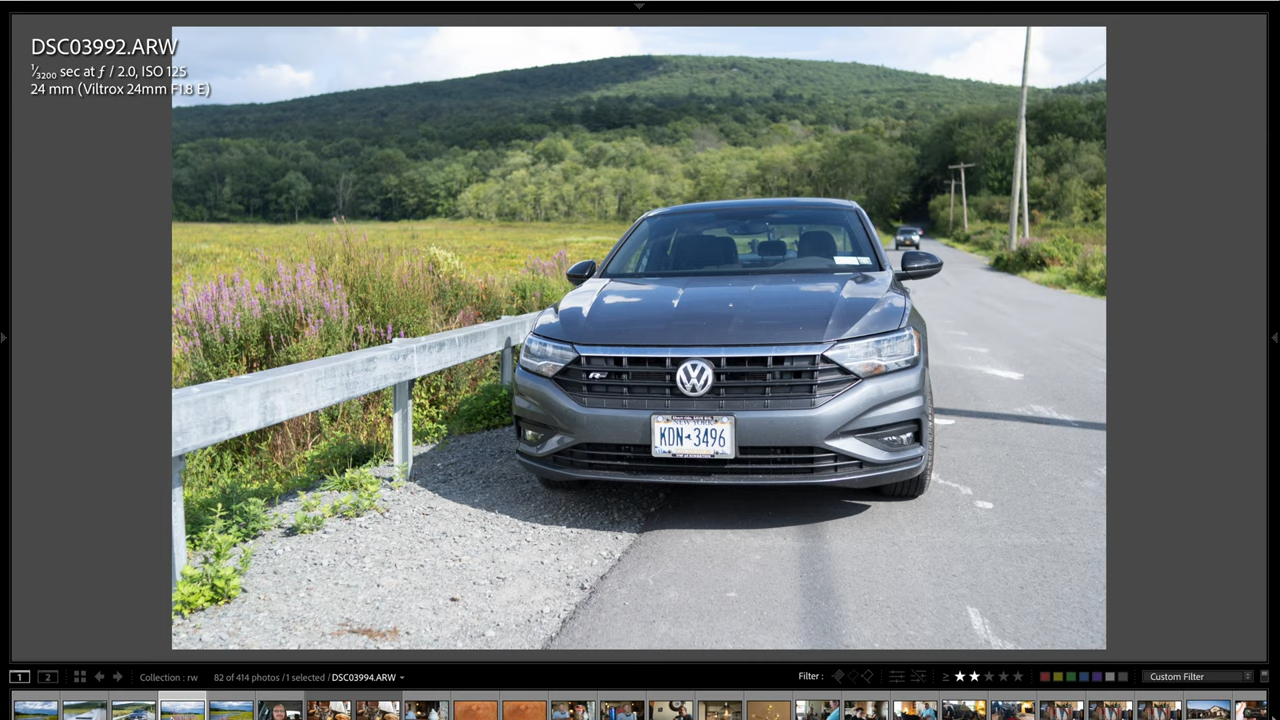 DSC03992.ARW
1/3200 sec at ƒ / 2.0, ISO 125
24 mm (Viltrox 24mm F1.8 E)
R
VW
NEW YORK
KDN 3496
1
2
Collection : rw
82 of 414 photos /1 selected / DSC03994.ARW
Filter :
≥
Custom Filter